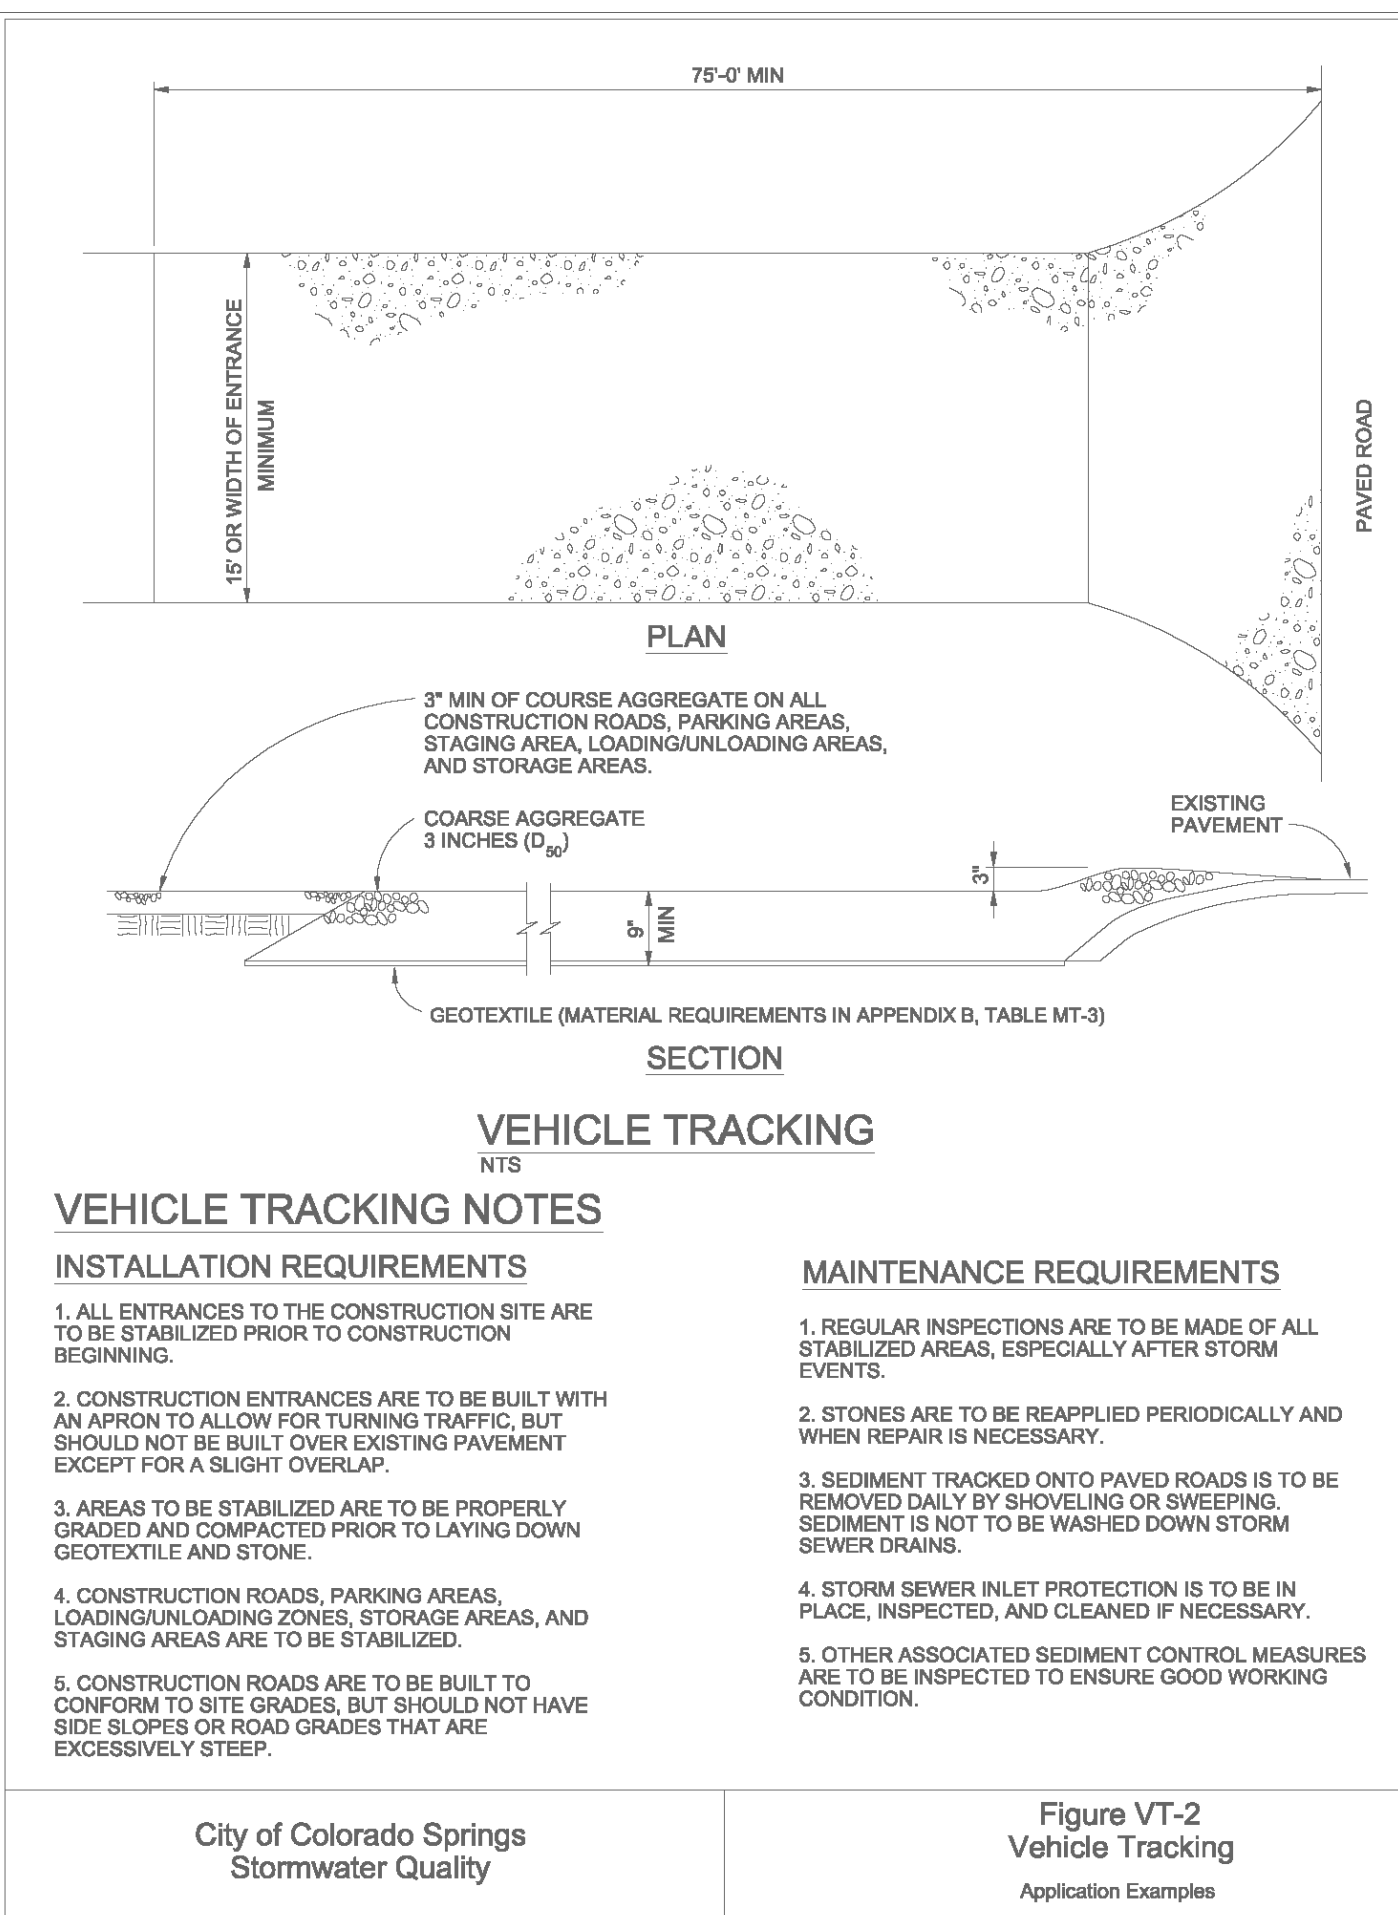 75'-0' MIN
15' OR WIDTH OF ENTRANCE
MINIMUM
PAVED ROAD
PLAN
3" MIN OF COURSE AGGREGATE ON ALL
CONSTRUCTION ROADS, PARKING AREAS,
STAGING AREA, LOADING/UNLOADING AREAS,
AND STORAGE AREAS.
COARSE AGGREGATE
3 INCHES (D50)
EXISTING
PAVEMENT
3"
9"
MIN
GEOTEXTILE (MATERIAL REQUIREMENTS IN APPENDIX B, TABLE MT-3)
SECTION
VEHICLE TRACKING
NTS
VEHICLE TRACKING NOTES
INSTALLATION REQUIREMENTS
1. ALL ENTRANCES TO THE CONSTRUCTION SITE ARE
TO BE STABILIZED PRIOR TO CONSTRUCTION
BEGINNING.
2. CONSTRUCTION ENTRANCES ARE TO BE BUILT WITH
AN APRON TO ALLOW FOR TURNING TRAFFIC, BUT
SHOULD NOT BE BUILT OVER EXISTING PAVEMENT
EXCEPT FOR A SLIGHT OVERLAP.
3. AREAS TO BE STABILIZED ARE TO BE PROPERLY
GRADED AND COMPACTED PRIOR TO LAYING DOWN
GEOTEXTILE AND STONE.
4. CONSTRUCTION ROADS, PARKING AREAS,
LOADING/UNLOADING ZONES, STORAGE AREAS, AND
STAGING AREAS ARE TO BE STABILIZED.
5. CONSTRUCTION ROADS ARE TO BE BUILT TO
CONFORM TO SITE GRADES, BUT SHOULD NOT HAVE
SIDE SLOPES OR ROAD GRADES THAT ARE
EXCESSIVELY STEEP.
MAINTENANCE REQUIREMENTS
1. REGULAR INSPECTIONS ARE TO BE MADE OF ALL
STABILIZED AREAS, ESPECIALLY AFTER STORM
EVENTS.
2. STONES ARE TO BE REAPPLIED PERIODICALLY AND
WHEN REPAIR IS NECESSARY.
3. SEDIMENT TRACKED ONTO PAVED ROADS IS TO BE
REMOVED DAILY BY SHOVELING OR SWEEPING.
SEDIMENT IS NOT TO BE WASHED DOWN STORM
SEWER DRAINS.
4. STORM SEWER INLET PROTECTION IS TO BE IN
PLACE, INSPECTED, AND CLEANED IF NECESSARY.
5. OTHER ASSOCIATED SEDIMENT CONTROL MEASURES
ARE TO BE INSPECTED TO ENSURE GOOD WORKING
CONDITION.
City of Colorado Springs
Stormwater Quality
Figure VT-2
Vehicle Tracking
Application Examples